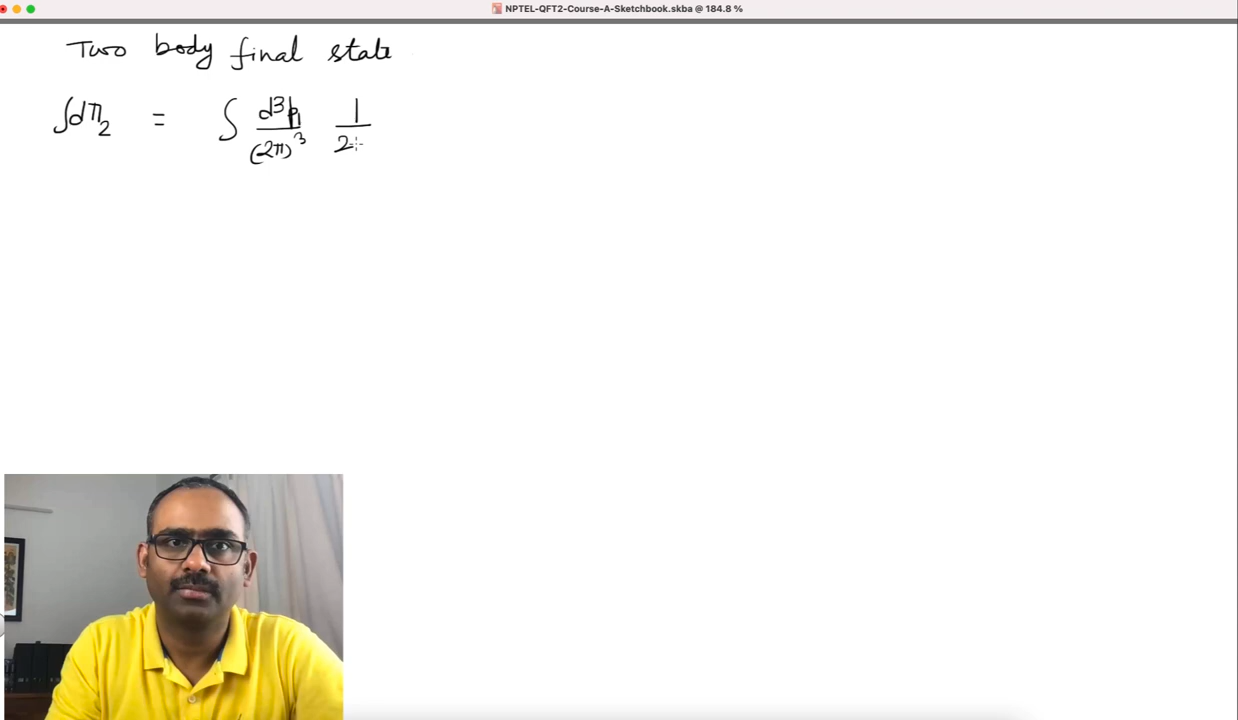 NPTEL-QFT2-Course-A-Sketchbook.skba @ 184.8 %
Two body final state
∫dπ₂ = ∫ d³p₁/(2π)³ 1/2